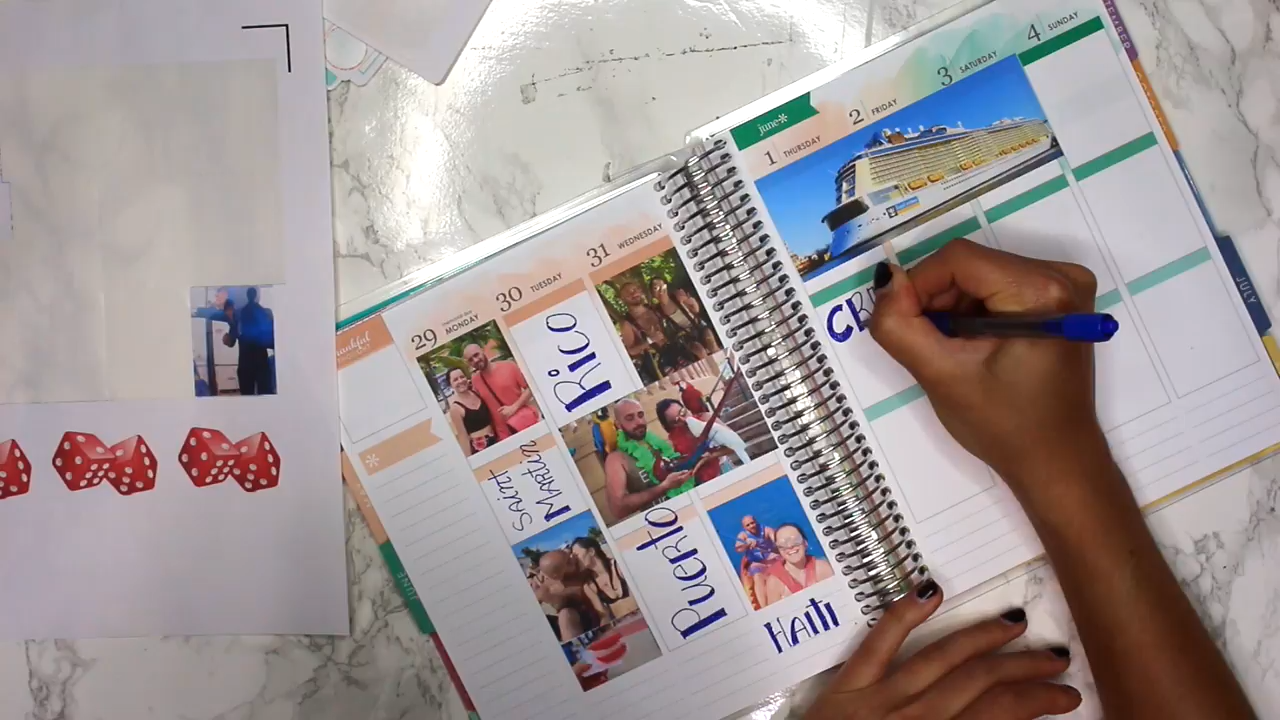 29 MONDAY
30 TUESDAY
31 WEDNESDAY
june*
1 THURSDAY
2 FRIDAY
3 SATURDAY
4 SUNDAY
Rico
Saint
Martin
Puerto
HAITI
JUNE
JULY